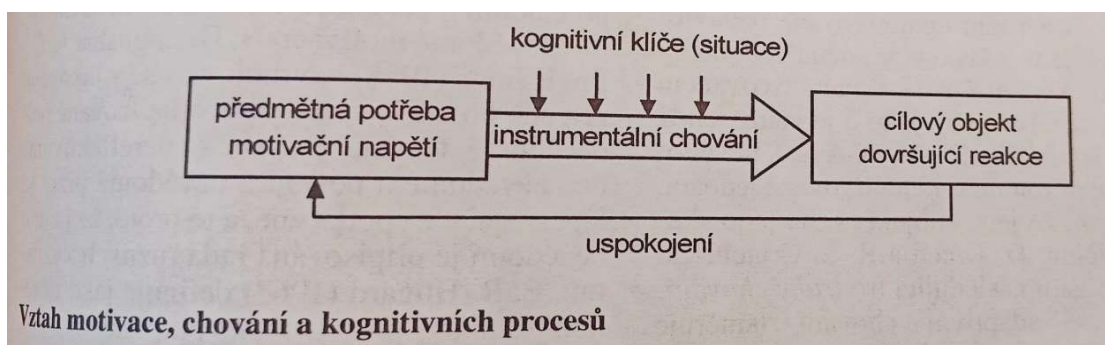 kognitivní klíče (situace)
předmětná potřeba
motivační napětí
instrumentální chování
cílový objekt
dovršující reakce
uspokojení
Vztah motivace, chování a kognitivních procesů